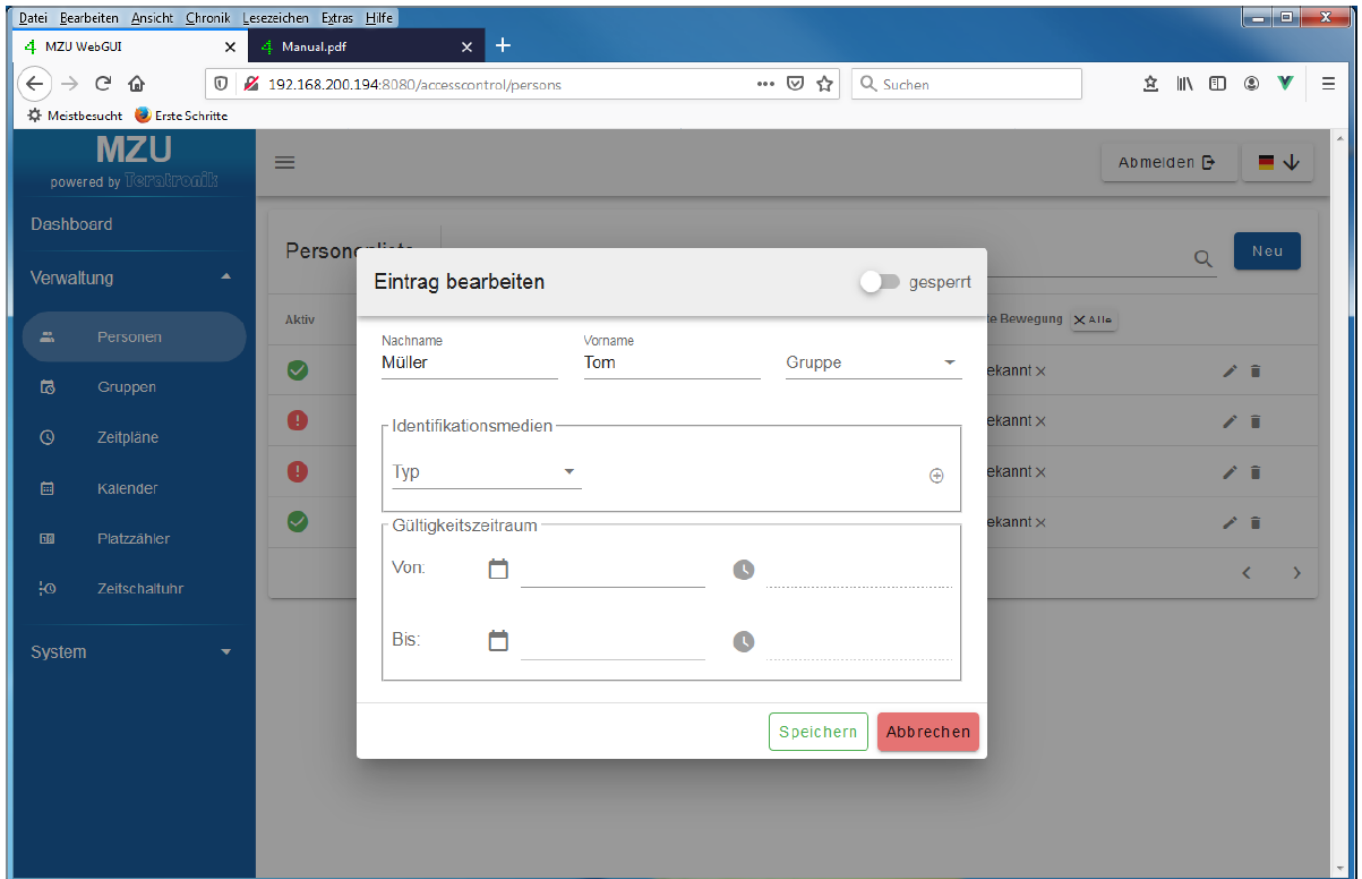 Datei Bearbeiten Ansicht Chronik Lesezeichen Extras Hilfe
MZU WebGUI
Manual.pdf
192.168.200.194:8080/accesscontrol/persons
Suchen
Meistbesucht Erste Schritte
MZU
powered by Teratronik
Abmelden
Dashboard
Verwaltung
Personen
Gruppen
Zeitpläne
Kalender
Platzzähler
Zeitschaltuhr
System
Neu
Aktiv
te Bewegung Alle
ekannt
ekannt
ekannt
ekannt
Eintrag bearbeiten
gesperrt
Nachname
Vorname
Müller
Tom
Gruppe
Identifikationsmedien
Typ
Gültigkeitszeitraum
Von:
Bis:
Speichern
Abbrechen